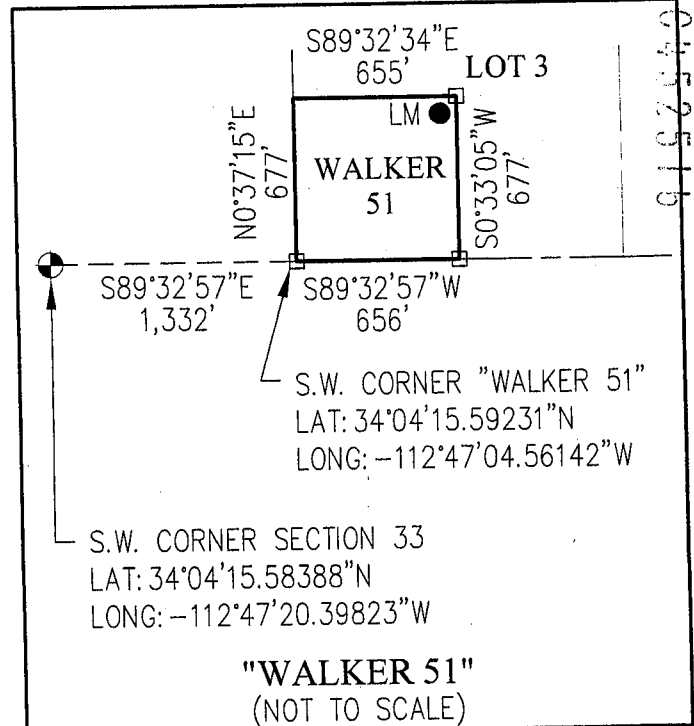 S89°32'34"E
655'
LOT 3
LM
N0°37'15"E
677'
WALKER
51
S0°33'05"W
677'
S89°32'57"E
1,332'
S89°32'57"W
656'
S.W. CORNER "WALKER 51"
LAT: 34°04'15.59231"N
LONG: -112°47'04.56142"W
S.W. CORNER SECTION 33
LAT: 34°04'15.58388"N
LONG: -112°47'20.39823"W
"WALKER 51"
(NOT TO SCALE)